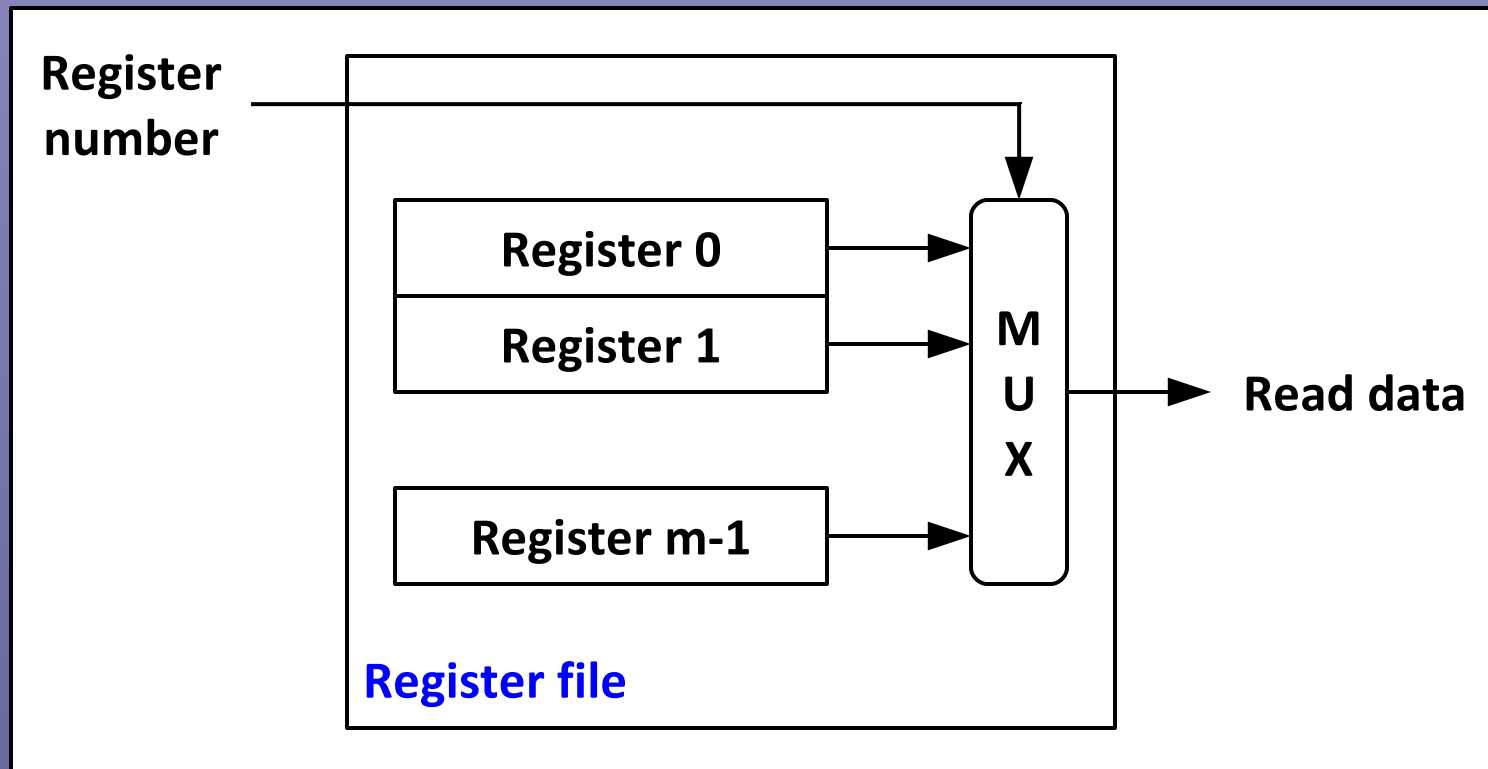 Register
number
Register 0
Register 1
M
U
X
Read data
Register m-1
Register file